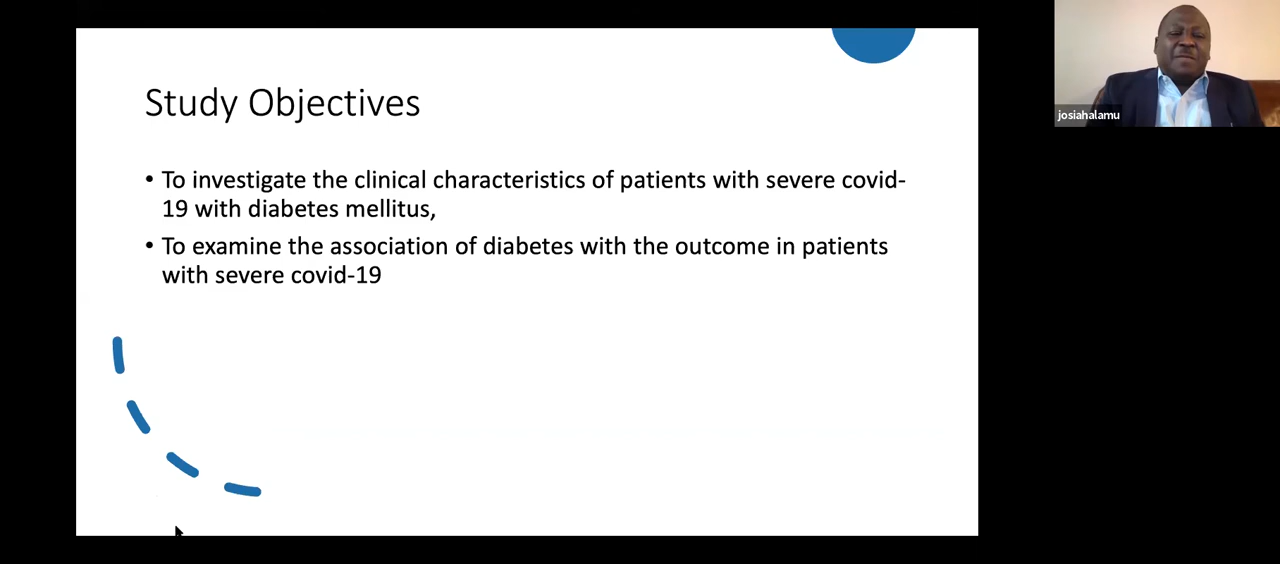 Study Objectives
• To investigate the clinical characteristics of patients with severe covid-
19 with diabetes mellitus,
• To examine the association of diabetes with the outcome in patients
with severe covid-19
josiahalamu